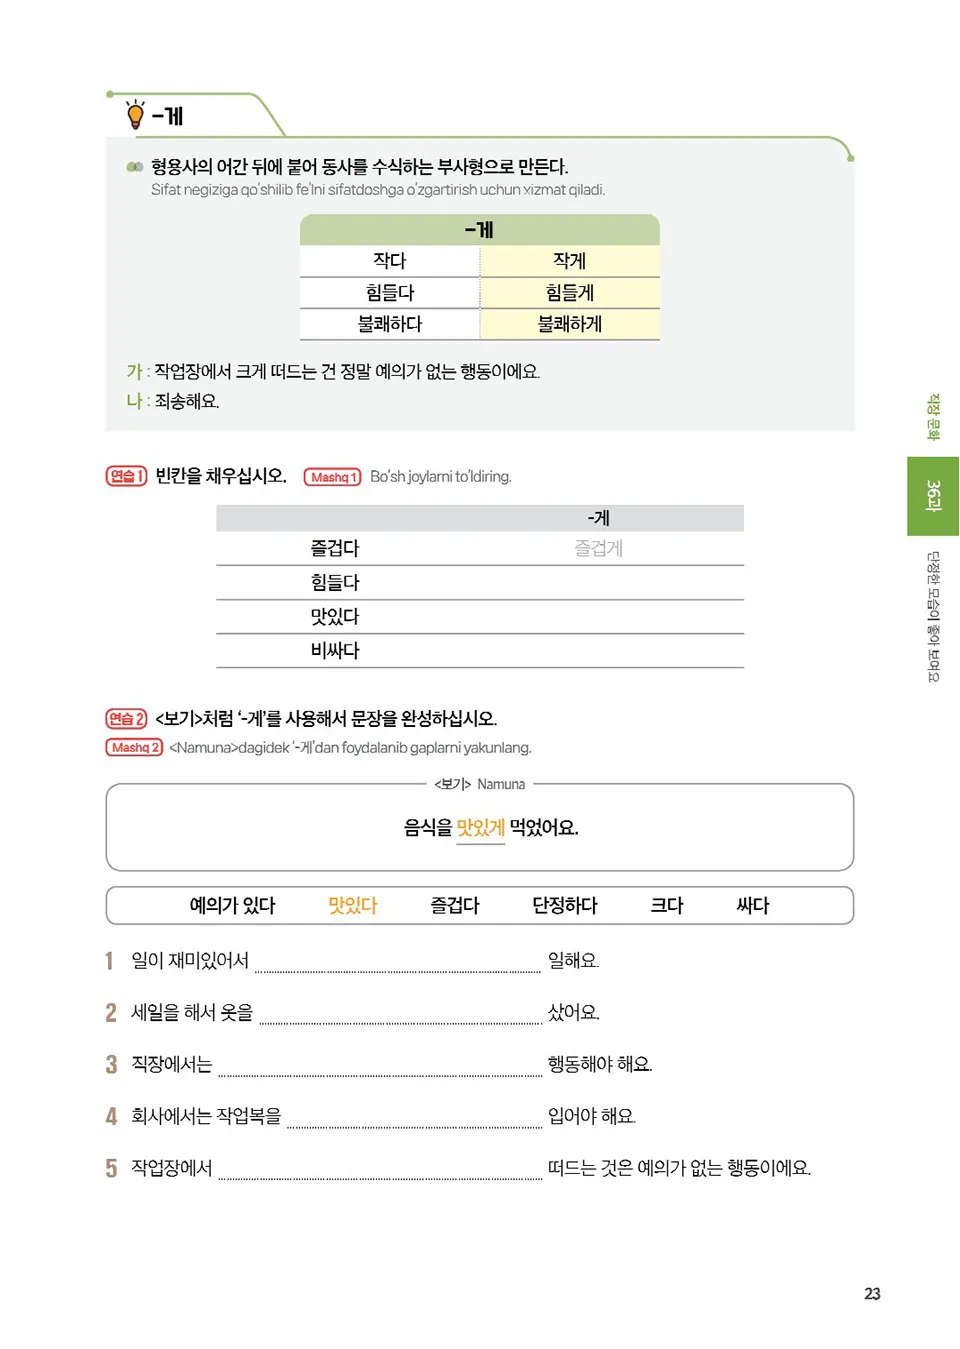 -게
형용사의 어간 뒤에 붙어 동사를 수식하는 부사형으로 만든다.
Sifat negiziga qo'shilib fe'lni sifatdoshga o'zgartirish uchun xizmat qiladi.
-게
작다 작게
힘들다 힘들게
불쾌하다 불쾌하게
가 : 작업장에서 크게 떠드는 건 정말 예의가 없는 행동이에요.
나 : 죄송해요.
연습 1 빈칸을 채우십시오. Mashq 1 Bo'sh joylarni to'ldiring.
-게
즐겁다 즐겁게
힘들다
맛있다
비싸다
연습 2 <보기>처럼 '-게'를 사용해서 문장을 완성하십시오.
Mashq 2 <Namuna>dagidek '-게'dan foydalanib gaplarni yakunlang.
<보기> Namuna
음식을 맛있게 먹었어요.
예의가 있다 맛있다 즐겁다 단정하다 크다 싸다
1 일이 재미있어서 일해요.
2 세일을 해서 옷을 샀어요.
3 직장에서는 행동해야 해요.
4 회사에서는 작업복을 입어야 해요.
5 작업장에서 떠드는 것은 예의가 없는 행동이에요.
직장 문화
36과
단정한 모습이 좋아 보여요
23